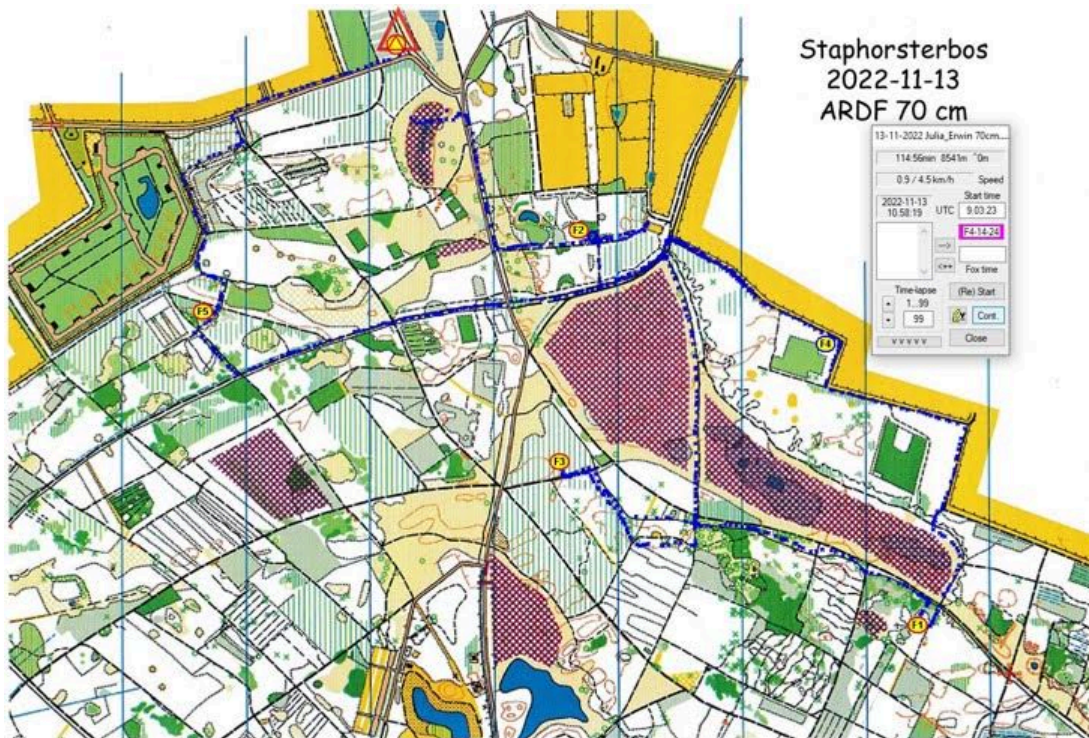 Staphorsterbos
2022-11-13
ARDF 70 cm
13-11-2022 Julia_Erwin 70cm....
114:56min 8541m ^0m
0.9 / 4.5 km/h Speed
Start time
2022-11-13
10:58:19
UTC
9:03:23
F4-14:24
-->
<++
Fox time
Time-lapse
1...99
99
(Re) Start
Cont.
v v v v v
Close
F2
F5
F4
F3
F1